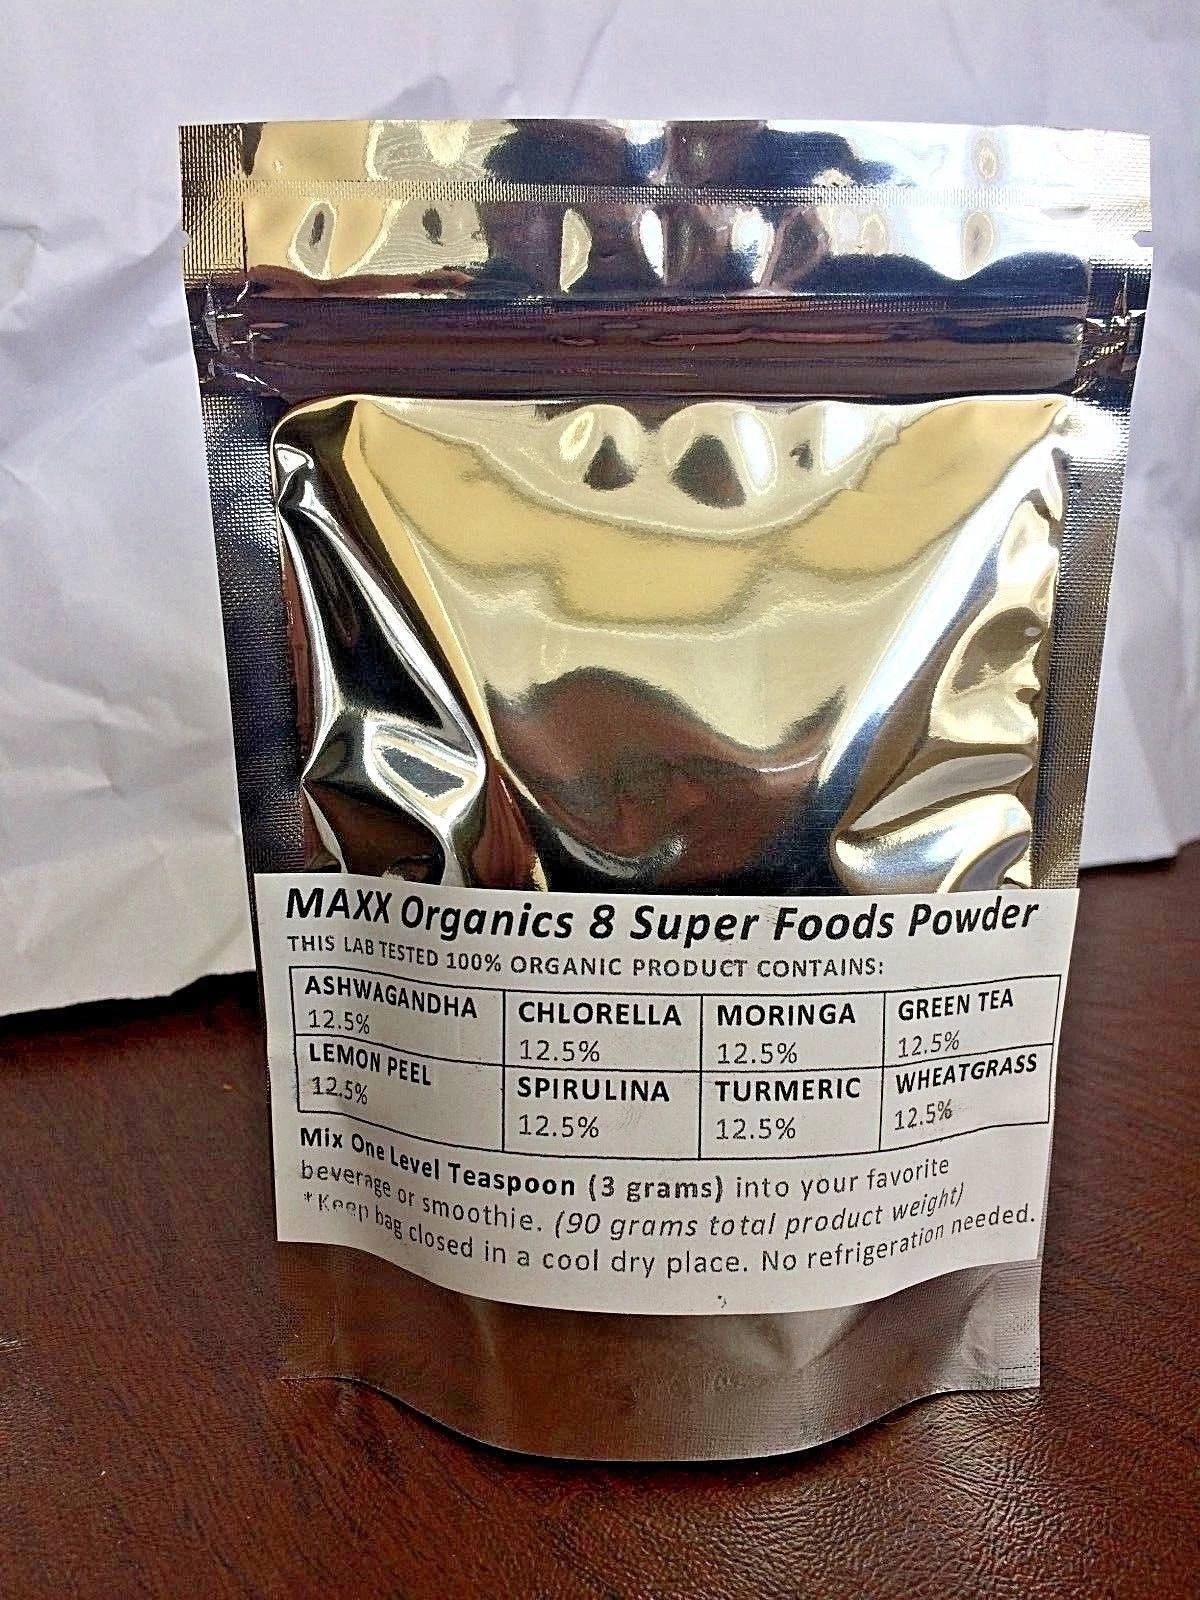 MAXX Organics 8 Super Foods Powder
THIS LAB TESTED 100% ORGANIC PRODUCT CONTAINS:
ASHWAGANDHA CHLORELLA MORINGA GREEN TEA
12.5% 12.5% 12.5% 12.5%
LEMON PEEL SPIRULINA TURMERIC WHEATGRASS
12.5% 12.5% 12.5% 12.5%
Mix One Level Teaspoon (3 grams) into your favorite
beverage or smoothie. (90 grams total product weight)
*Keep bag closed in a cool dry place. No refrigeration needed.